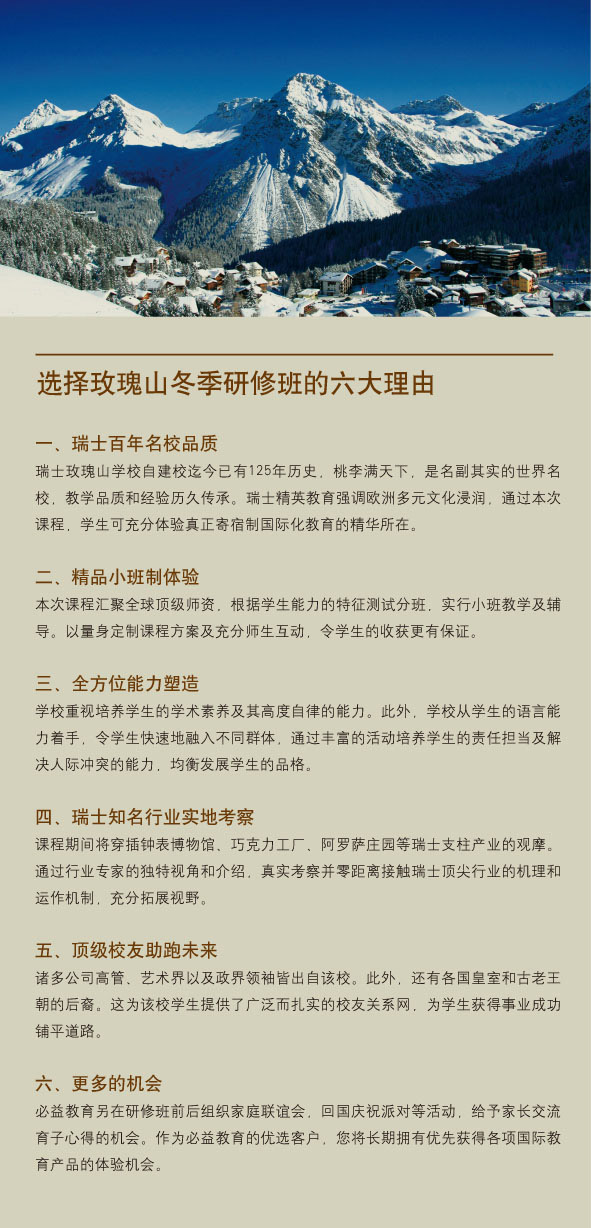 选择玫瑰山冬季研修班的六大理由
一、瑞士百年名校品质
瑞士玫瑰山学校自建校迄今已有125年历史，桃李满天下，是名副其实的世界名
校，教学品质和经验历久传承。瑞士精英教育强调欧洲多元文化浸润，通过本次
课程，学生可充分体验真正寄宿制国际化教育的精华所在。
二、精品小班制体验
本次课程汇聚全球顶级师资，根据学生能力的特征测试分班，实行小班教学及辅
导。以量身定制课程方案及充分师生互动，令学生的收获更有保证。
三、全方位能力塑造
学校重视培养学生的学术素养及其高度自律的能力。此外，学校从学生的语言能
力着手，令学生快速地融入不同群体，通过丰富的活动培养学生的责任担当及解
决人际冲突的能力，均衡发展学生的品格。
四、瑞士知名行业实地考察
课程期间将穿插钟表博物馆、巧克力工厂、阿罗萨庄园等瑞士支柱产业的观摩。
通过行业专家的独特视角和介绍，真实考察并零距离接触瑞士顶尖行业的机理和
运作机制，充分拓展视野。
五、顶级校友助跑未来
诸多公司高管、艺术界以及政界领袖皆出自该校。此外，还有各国皇室和古老王
朝的后裔。这为该校学生提供了广泛而扎实的校友关系网，为学生获得事业成功
铺平道路。
六、更多的机会
必益教育另在研修班前后组织家庭联谊会，回国庆祝派对等活动，给予家长交流
育子心得的机会。作为必益教育的优选客户，您将长期拥有优先获得各项国际教
育产品的体验机会。